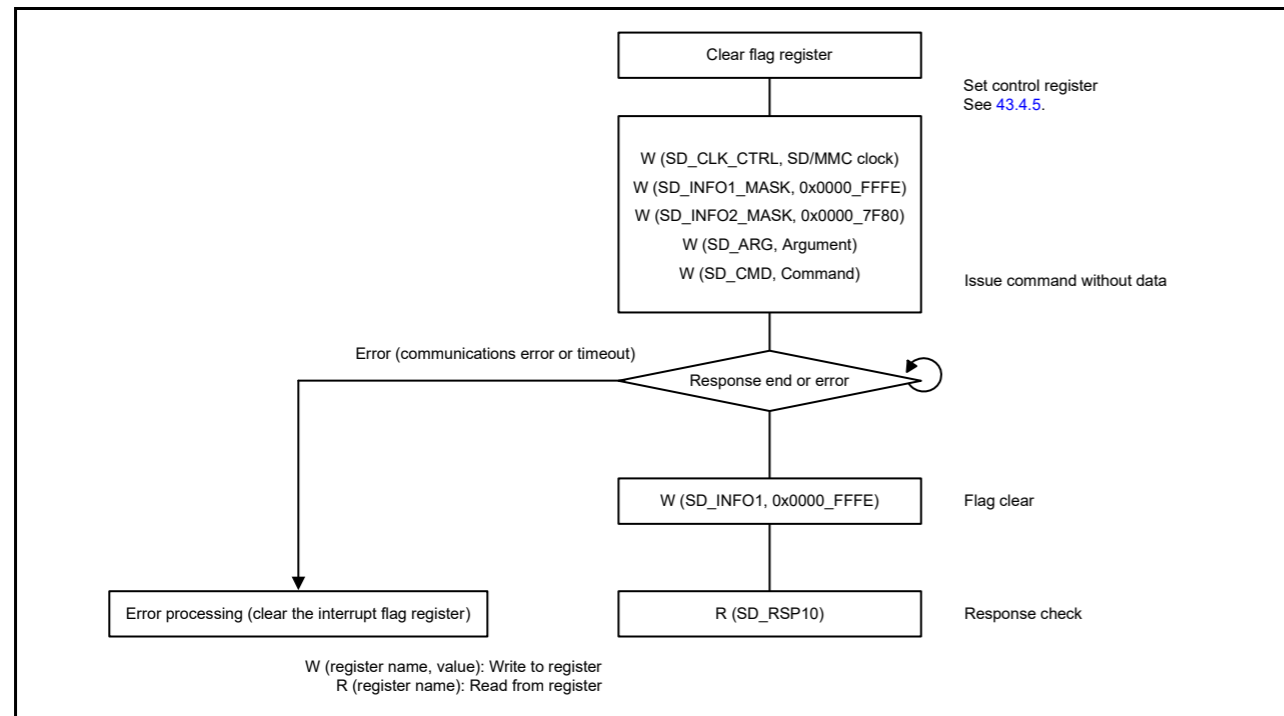 Clear flag register
Set control register
See 43.4.5.
W (SD_CLK_CTRL, SD/MMC clock)
W (SD_INFO1_MASK, 0x0000_FFFE)
W (SD_INFO2_MASK, 0x0000_7F80)
W (SD_ARG, Argument)
W (SD_CMD, Command)
Issue command without data
Error (communications error or timeout)
Response end or error
W (SD_INFO1, 0x0000_FFFE)
Flag clear
Error processing (clear the interrupt flag register)
R (SD_RSP10)
Response check
W (register name, value): Write to register
R (register name): Read from register